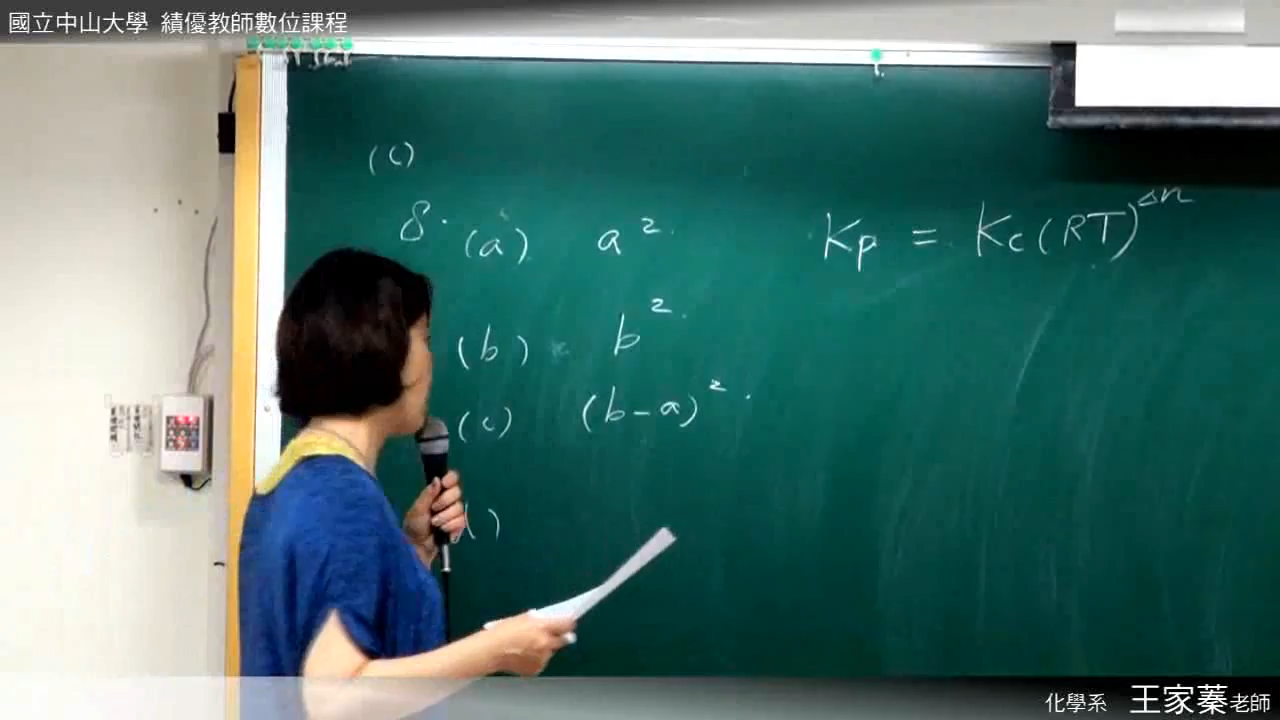 國立中山大學 績優教師數位課程
(c)
8. (a) a².
Kp = Kc(RT)^Δn
(b) b².
(c) (b-a)².
化學系 王家蓁老師